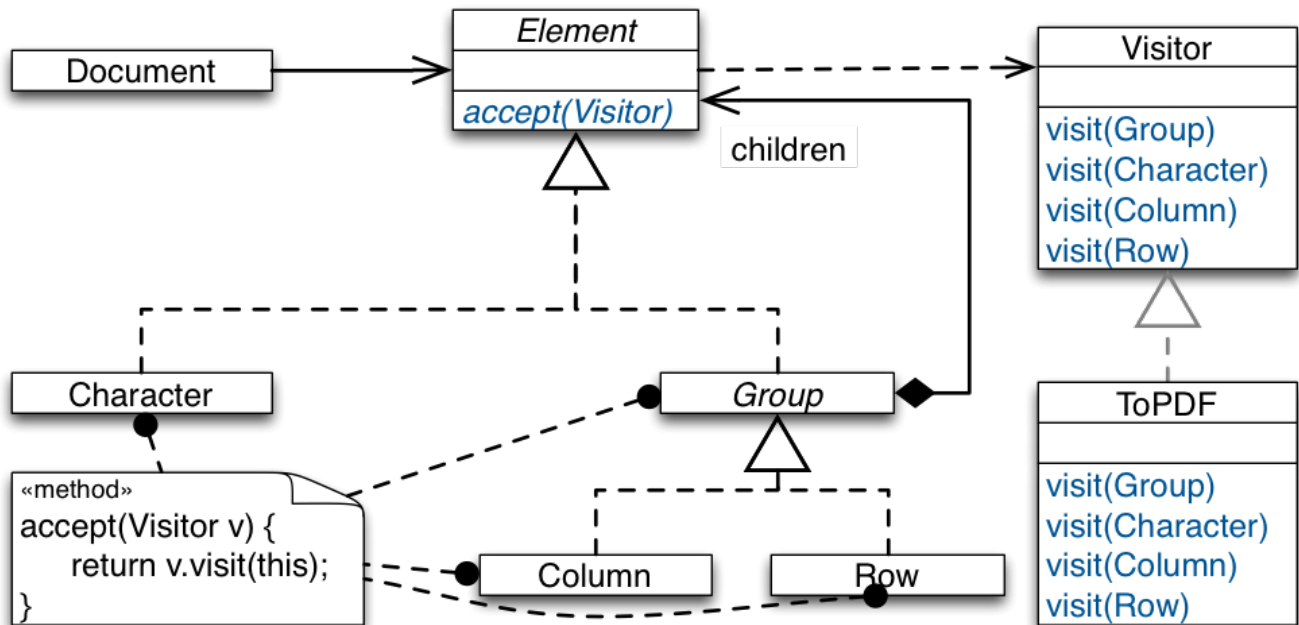 Document
Element
accept(Visitor)
children
Visitor
visit(Group)
visit(Character)
visit(Column)
visit(Row)
Character
Group
ToPDF
visit(Group)
visit(Character)
visit(Column)
visit(Row)
«method»
accept(Visitor v) {
return v.visit(this);
}
Column
Row